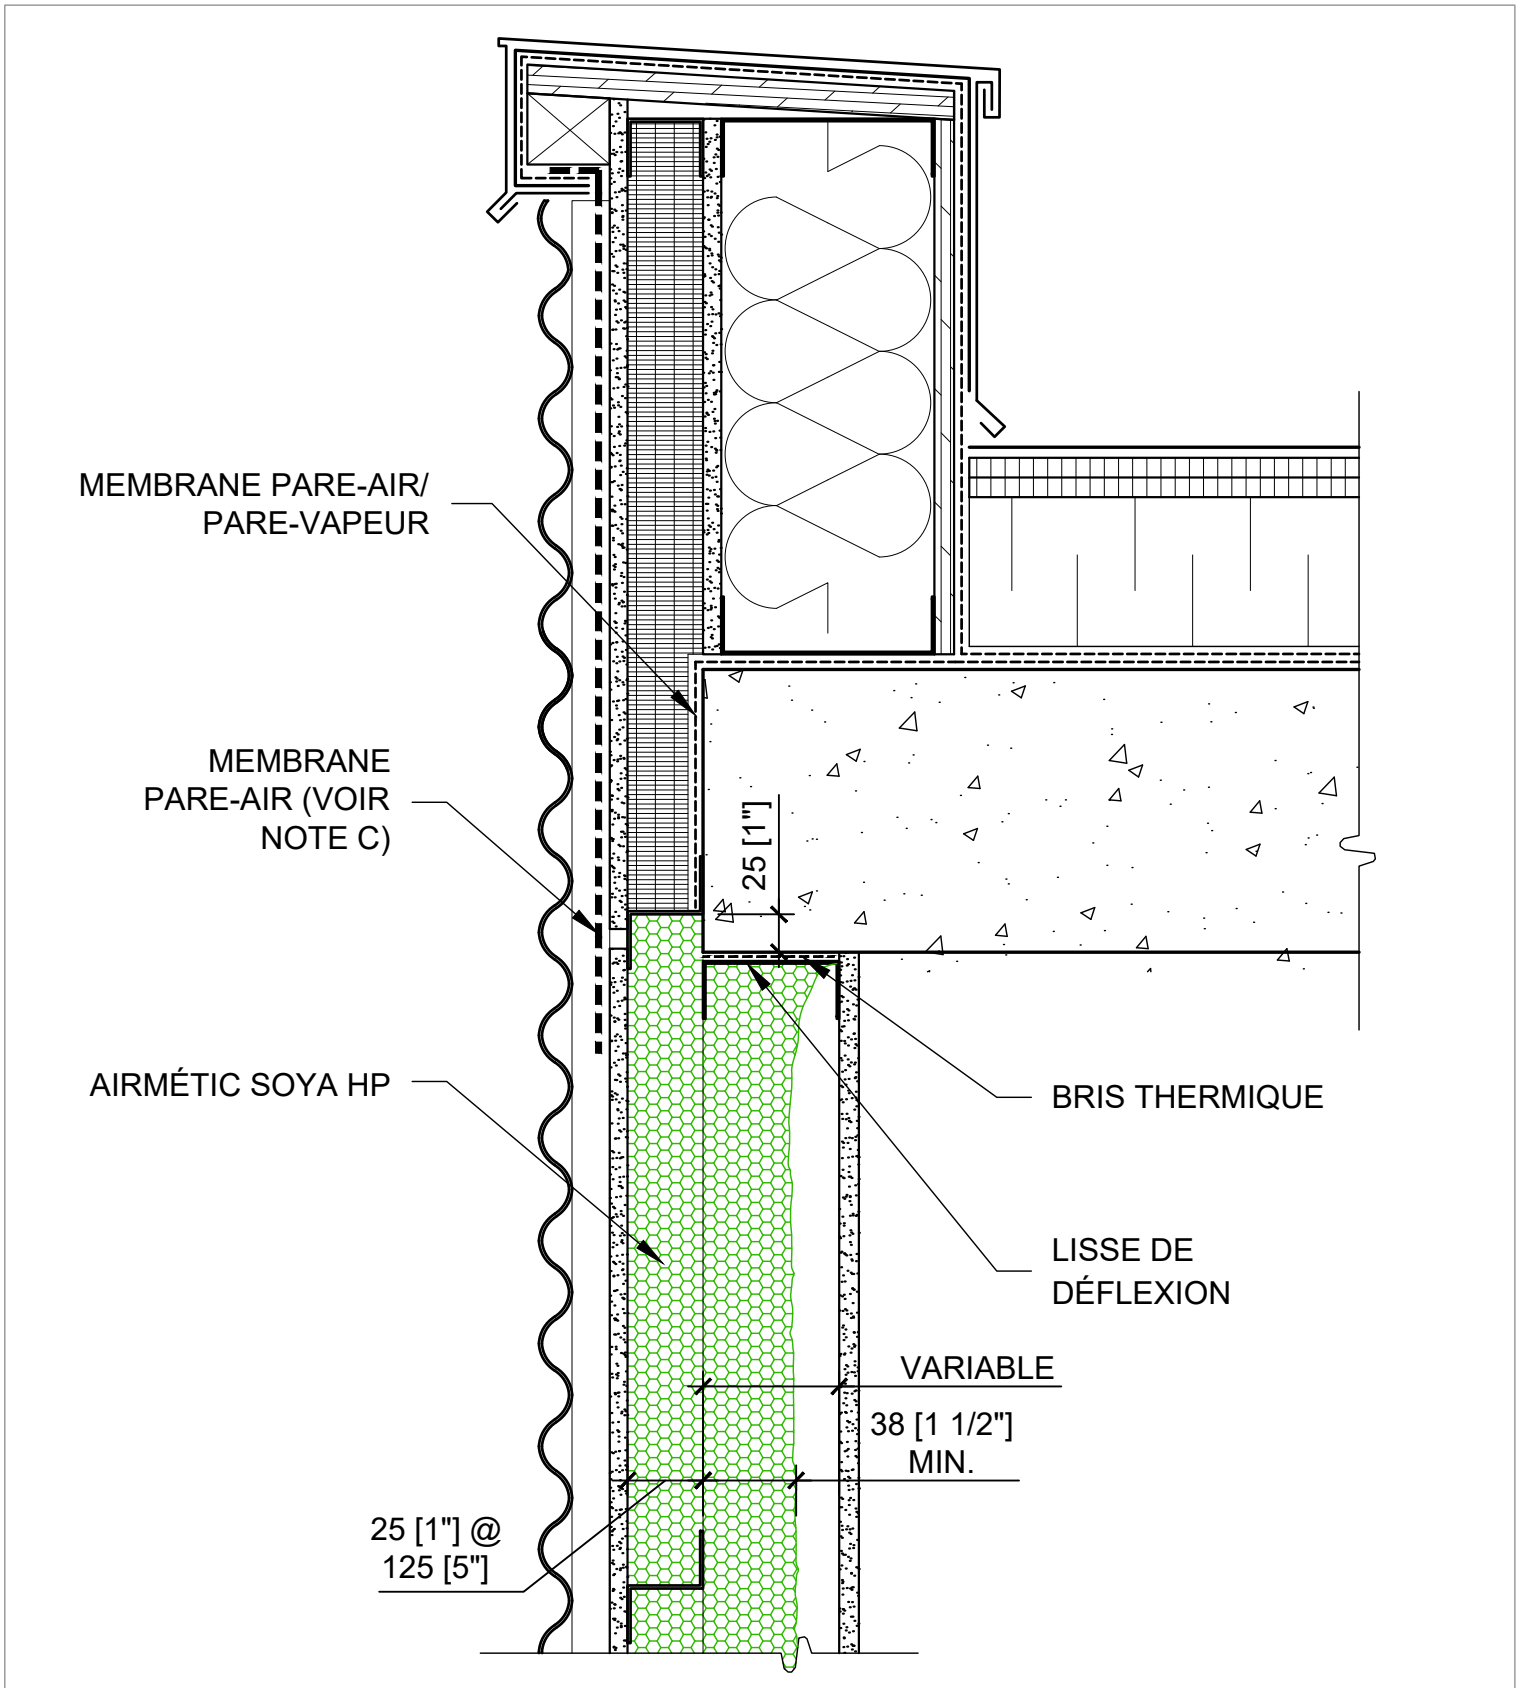 MEMBRANE PARE-AIR/
PARE-VAPEUR
MEMBRANE
PARE-AIR (VOIR
NOTE C)
25 [1"]
AIRMÉTIC SOYA HP
BRIS THERMIQUE
LISSE DE
DÉFLEXION
VARIABLE
38 [1 1/2"]
MIN.
25 [1"] @
125 [5"]